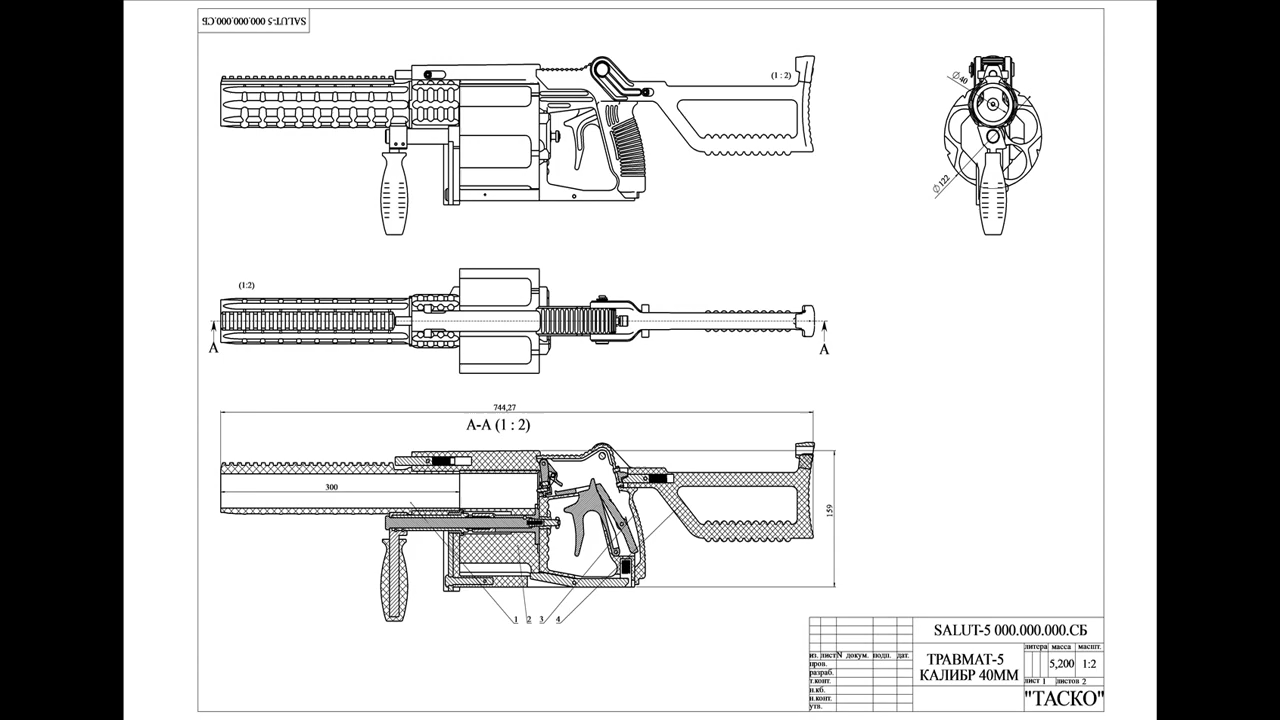 SALUT-5 000.000.000.СБ
(1 : 2)
∅40
∅122
(1:2)
А
А
744,27
А-А (1 : 2)
300
159
1 2 3 4
SALUT-5 000.000.000.СБ
литера масса масшт.
из. лист N докум. подп. дат.
ТРАВМАТ-5
КАЛИБР 40ММ
5,200 1:2
пров.
разраб.
т.конт.
лист 1 листов 2
н.кб.
н.конт.
утв.
"ТАСКО"